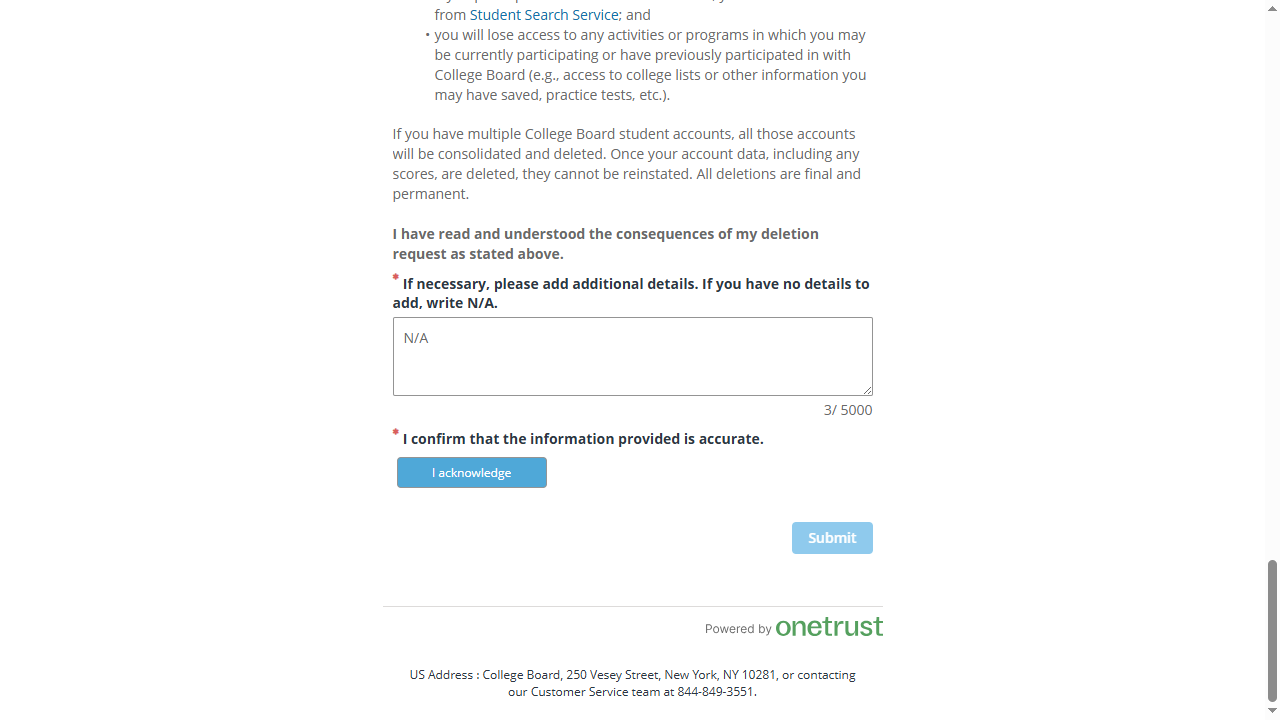 from Student Search Service; and
• you will lose access to any activities or programs in which you may
be currently participating or have previously participated in with
College Board (e.g., access to college lists or other information you
may have saved, practice tests, etc.).
If you have multiple College Board student accounts, all those accounts
will be consolidated and deleted. Once your account data, including any
scores, are deleted, they cannot be reinstated. All deletions are final and
permanent.
I have read and understood the consequences of my deletion
request as stated above.
* If necessary, please add additional details. If you have no details to
add, write N/A.
N/A
3/ 5000
* I confirm that the information provided is accurate.
I acknowledge
Submit
Powered by onetrust
US Address : College Board, 250 Vesey Street, New York, NY 10281, or contacting
our Customer Service team at 844-849-3551.